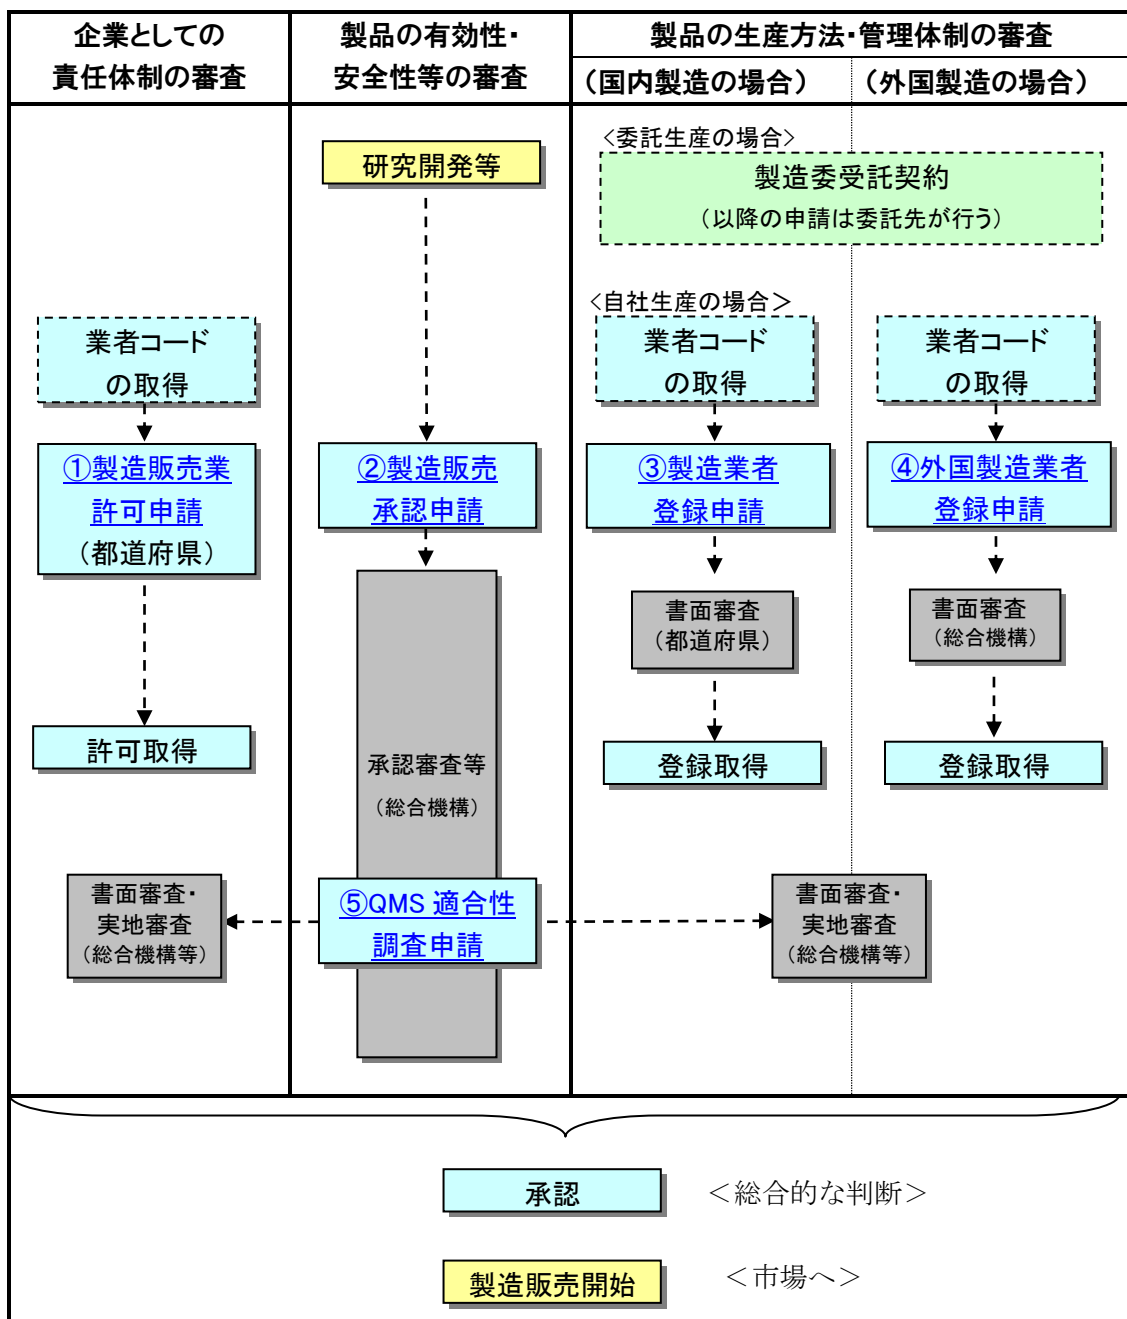 企業としての
責任体制の審査
製品の有効性・
安全性等の審査
製品の生産方法・管理体制の審査
（国内製造の場合）
（外国製造の場合）
<委託生産の場合>
研究開発等
製造委受託契約
（以降の申請は委託先が行う）
<自社生産の場合＞
業者コード
の取得
業者コード
の取得
業者コード
の取得
①製造販売業
許可申請
（都道府県）
②製造販売
承認申請
③製造業者
登録申請
④外国製造業者
登録申請
書面審査
（都道府県）
書面審査
（総合機構）
許可取得
承認審査等
（総合機構）
登録取得
登録取得
書面審査・
実地審査
（総合機構等）
⑤QMS 適合性
調査申請
書面審査・
実地審査
（総合機構等）
承認
＜総合的な判断＞
製造販売開始
＜市場へ＞